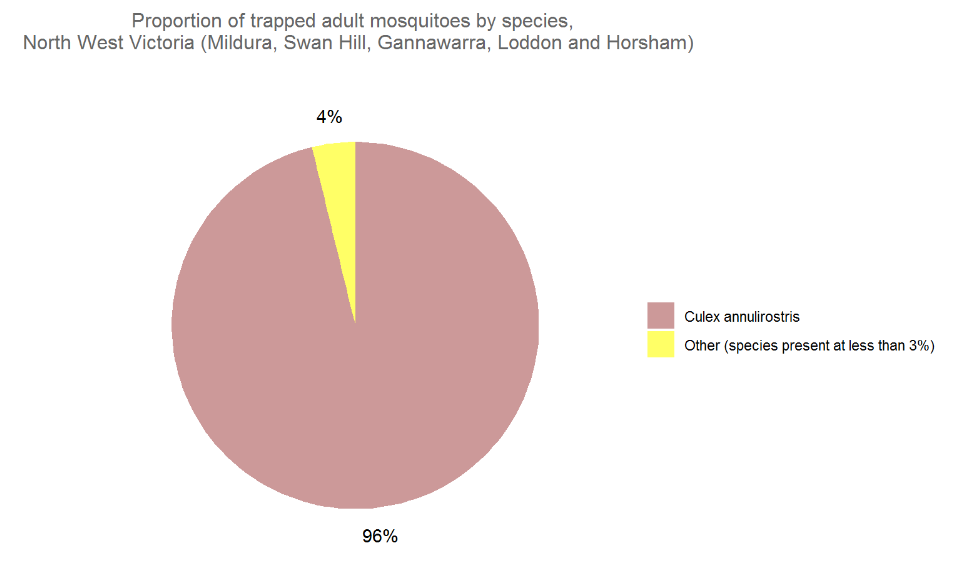 Proportion of trapped adult mosquitoes by species,
North West Victoria (Mildura, Swan Hill, Gannawarra, Loddon and Horsham)
4%
Culex annulirostris
Other (species present at less than 3%)
96%